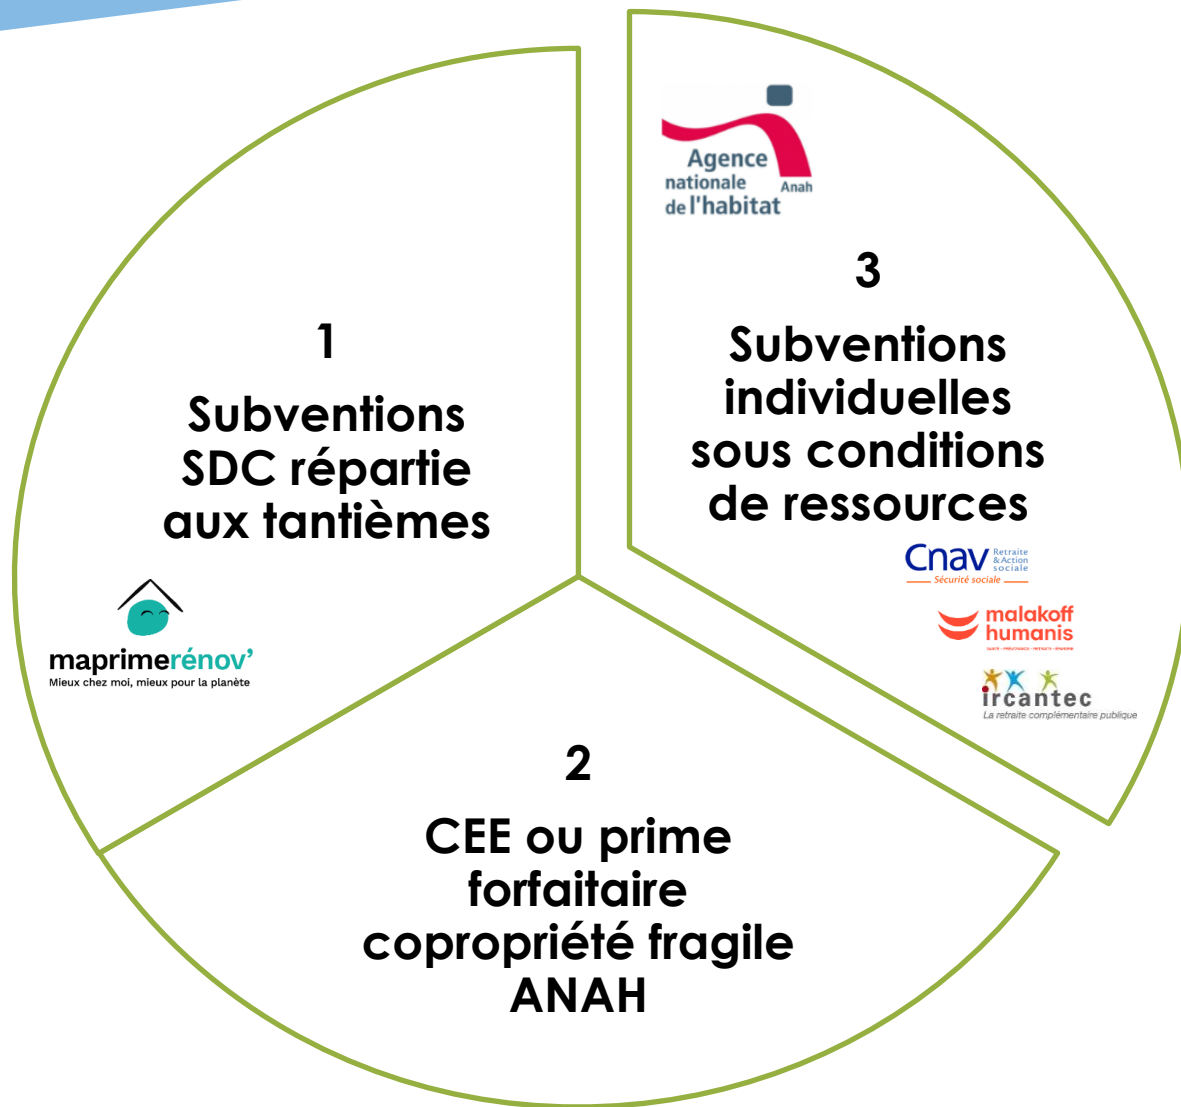 1
Subventions
SDC répartie
aux tantièmes
maprimerénov’
Mieux chez moi, mieux pour la planète
2
CEE ou prime
forfaitaire
copropriété fragile
ANAH
Agence
nationale
de l'habitat
Anah
3
Subventions
individuelles
sous conditions
de ressources
Cnav
Retraite
& Action
sociale
Sécurité sociale
malakoff
humanis
ircantec
La retraite complémentaire publique